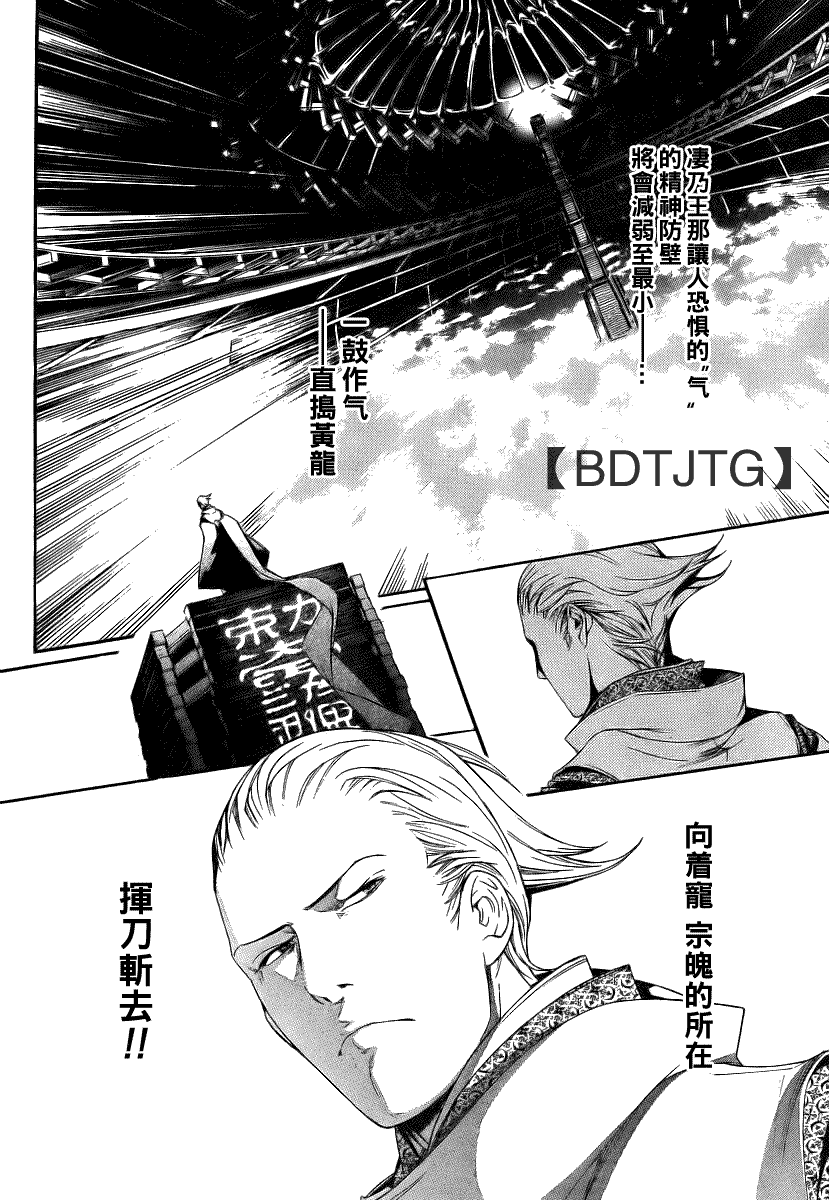 凄乃王那讓人恐惧的"气"
的精神防壁
將會減弱至最小——…
一鼓作气
——直搗黃龍
【BDTJTG】
向着寵 宗魄的所在
揮刀斬去!!